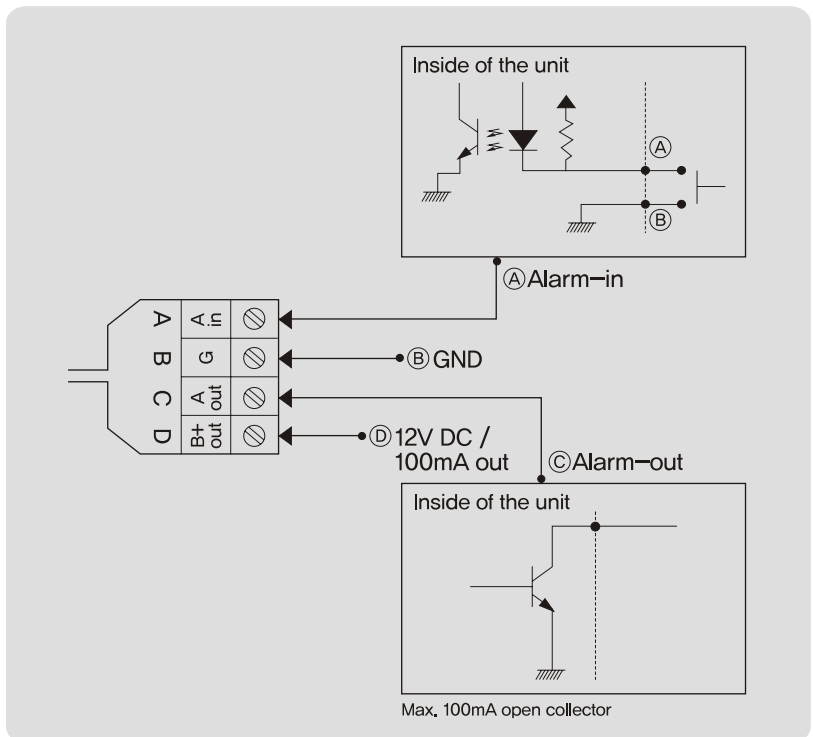 Inside of the unit
Ⓐ
Ⓑ
ⒶAlarm-in
A
A in
B
G
ⒷGND
C
A out
D
B+ out
Ⓓ12V DC /
100mA out
ⒸAlarm-out
Inside of the unit
Max. 100mA open collector